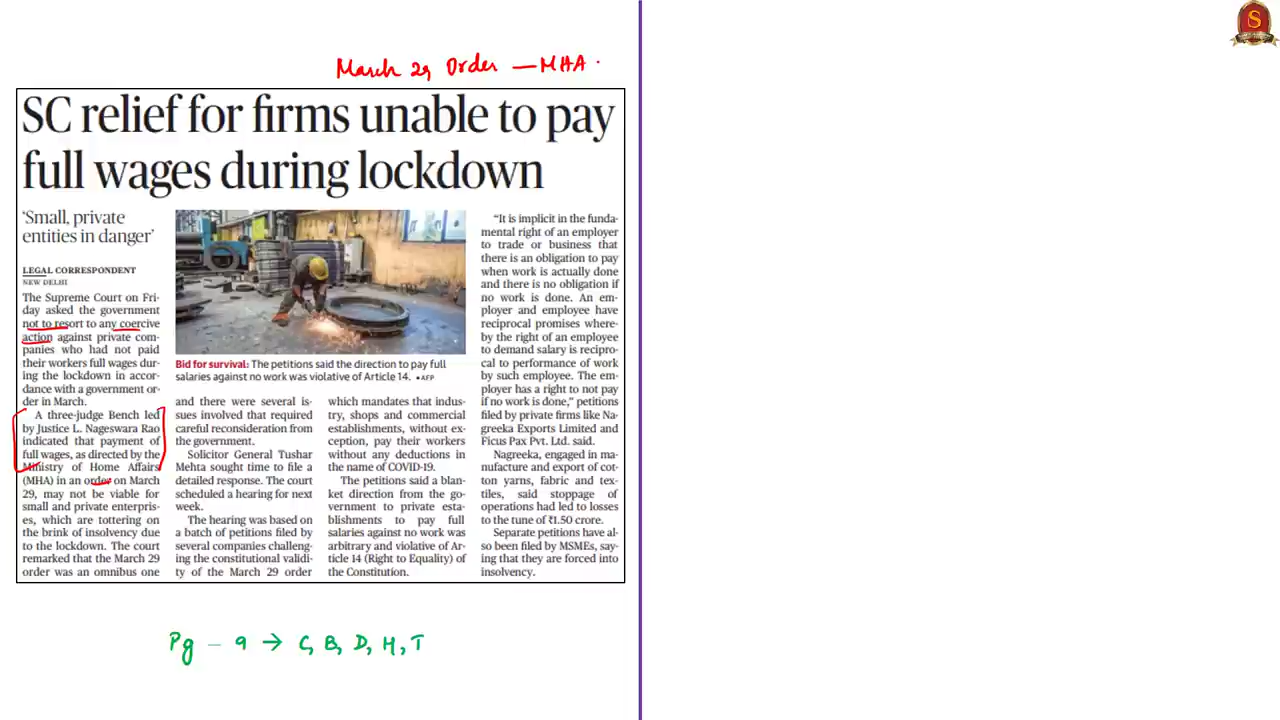 S
March 29 Order — MHA.
SC relief for firms unable to pay
full wages during lockdown
'Small, private
entities in danger'
LEGAL CORRESPONDENT
NEW DELHI
The Supreme Court on Fri-
day asked the government
not to resort to any coercive
action against private com-
panies who had not paid
their workers full wages dur-
ing the lockdown in accor-
dance with a government or-
der in March.
A three-judge Bench led
by Justice L. Nageswara Rao
indicated that payment of
full wages, as directed by the
Ministry of Home Affairs
(MHA) in an order on March
29, may not be viable for
small and private enterpris-
es, which are tottering on
the brink of insolvency due
to the lockdown. The court
remarked that the March 29
order was an omnibus one
Bid for survival: The petitions said the direction to pay full
salaries against no work was violative of Article 14. •AFP
and there were several is-
sues involved that required
careful reconsideration from
the government.
Solicitor General Tushar
Mehta sought time to file a
detailed response. The court
scheduled a hearing for next
week.
The hearing was based on
a batch of petitions filed by
several companies challeng-
ing the constitutional validi-
ty of the March 29 order
which mandates that indus-
try, shops and commercial
establishments, without ex-
ception, pay their workers
without any deductions in
the name of COVID-19.
The petitions said a blan-
ket direction from the go-
vernment to private esta-
blishments to pay full
salaries against no work was
arbitrary and violative of Ar-
ticle 14 (Right to Equality) of
the Constitution.
"It is implicit in the funda-
mental right of an employer
to trade or business that
there is an obligation to pay
when work is actually done
and there is no obligation if
no work is done. An em-
ployer and employee have
reciprocal promises where-
by the right of an employee
to demand salary is recipro-
cal to performance of work
by such employee. The em-
ployer has a right to not pay
if no work is done," petitions
filed by private firms like Na-
greeka Exports Limited and
Ficus Pax Pvt. Ltd. said.
Nagreeka, engaged in ma-
nufacture and export of cot-
ton yarns, fabric and tex-
tiles, said stoppage of
operations had led to losses
to the tune of ₹1.50 crore.
Separate petitions have al-
so been filed by MSMEs, say-
ing that they are forced into
insolvency.
Pg – 9 → C, B, D, H, T